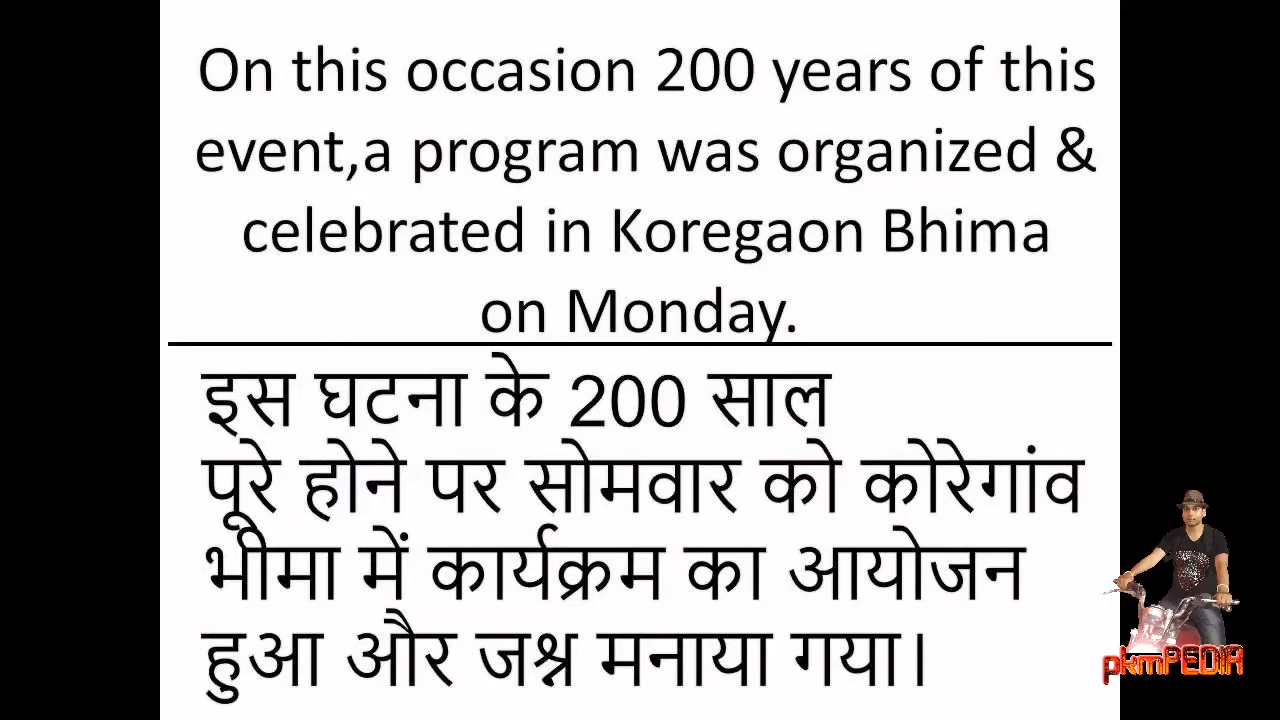 On this occasion 200 years of this
event,a program was organized &
celebrated in Koregaon Bhima
on Monday.
इस घटना के 200 साल
पूरे होने पर सोमवार को कोरेगांव
भीमा में कार्यक्रम का आयोजन
हुआ और जश्न मनाया गया।
pkmPEDIA